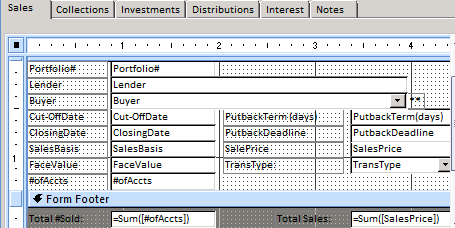 Sales Collections Investments Distributions Interest Notes
1 2 3 4
Portfolio# Portfolio#
Lender Lender
Buyer Buyer
Cut-OffDate Cut-OffDate PutbackTerm(days) PutbackTerm(days)
ClosingDate ClosingDate PutbackDeadline PutbackDeadline
SalesBasis SalesBasis SalePrice SalesPrice
1
FaceValue FaceValue TransType: TransType
#ofAccts #ofAccts
Form Footer
Total #Sold: =Sum([#ofAccts]) Total Sales: =Sum([SalesPrice])